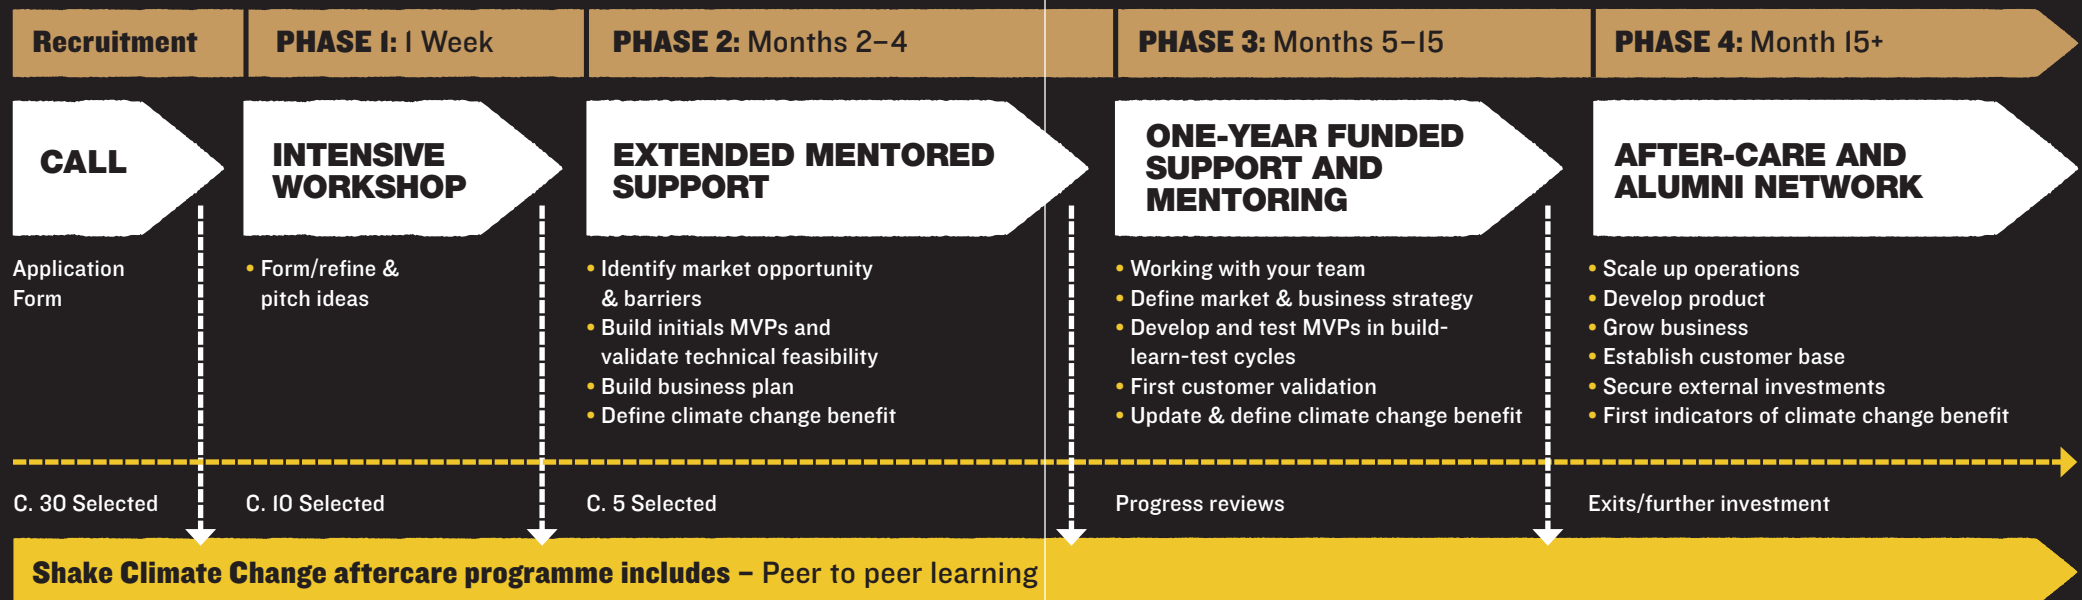 Recruitment
PHASE 1: 1 Week
PHASE 2: Months 2–4
PHASE 3: Months 5–15
PHASE 4: Month 15+
CALL
INTENSIVE
WORKSHOP
EXTENDED MENTORED
SUPPORT
ONE-YEAR FUNDED
SUPPORT AND
MENTORING
AFTER-CARE AND
ALUMNI NETWORK
Application
Form
• Form/refine &
pitch ideas
• Identify market opportunity
& barriers
• Build initials MVPs and
validate technical feasibility
• Build business plan
• Define climate change benefit
• Working with your team
• Define market & business strategy
• Develop and test MVPs in build-
learn-test cycles
• First customer validation
• Update & define climate change benefit
• Scale up operations
• Develop product
• Grow business
• Establish customer base
• Secure external investments
• First indicators of climate change benefit
C. 30 Selected
C. 10 Selected
C. 5 Selected
Progress reviews
Exits/further investment
Shake Climate Change aftercare programme includes – Peer to peer learning